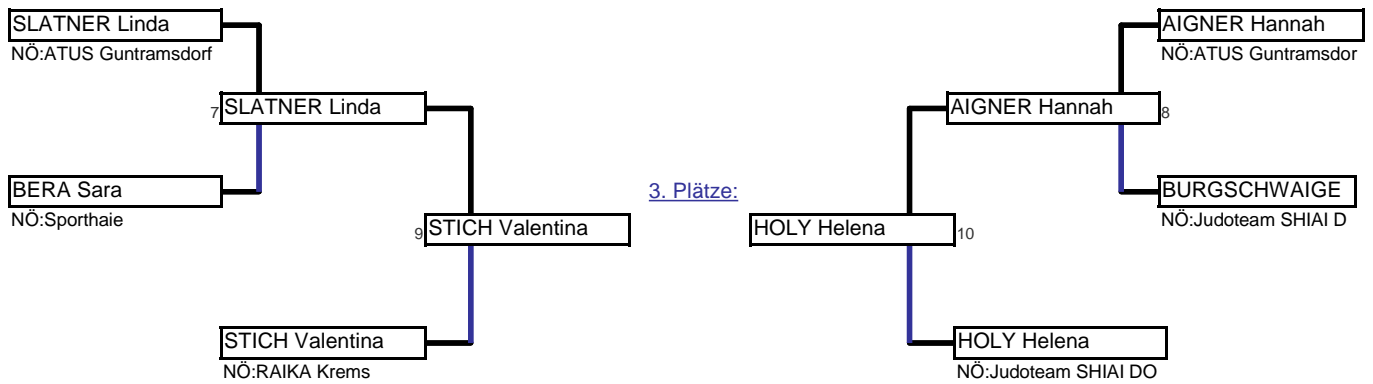 SLATNER Linda
NÖ:ATUS Guntramsdorf
7 SLATNER Linda
BERA Sara
NÖ:Sporthaie
9 STICH Valentina
STICH Valentina
NÖ:RAIKA Krems
3. Plätze:
AIGNER Hannah
NÖ:ATUS Guntramsdor
AIGNER Hannah 8
BURGSCHWAIGE
NÖ:Judoteam SHIAI D
HOLY Helena 10
HOLY Helena
NÖ:Judoteam SHIAI DO